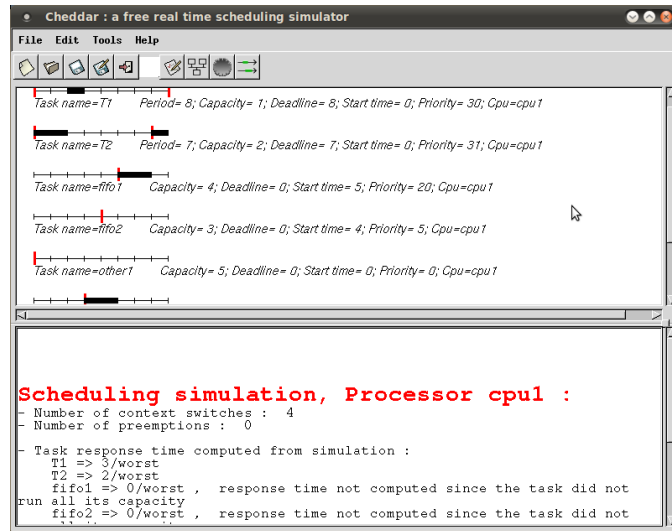 Cheddar : a free real time scheduling simulator
File Edit Tools Help
Task name=T1 Period= 8; Capacity= 1; Deadline= 8; Start time= 0; Priority= 30; Cpu=cpu1
Task name=T2 Period= 7; Capacity= 2; Deadline= 7; Start time= 0; Priority= 31; Cpu=cpu1
Task name=fifo1 Capacity= 4; Deadline= 0; Start time= 5; Priority= 20; Cpu=cpu1
Task name=fifo2 Capacity= 3; Deadline= 0; Start time= 4; Priority= 5; Cpu=cpu1
Task name=other1 Capacity= 5; Deadline= 0; Start time= 0; Priority= 0; Cpu=cpu1
Scheduling simulation, Processor cpu1 :
- Number of context switches : 4
- Number of preemptions : 0
- Task response time computed from simulation :
T1 => 3/worst
T2 => 2/worst
fifo1 => 0/worst , response time not computed since the task did not
run all its capacity
fifo2 => 0/worst , response time not computed since the task did not